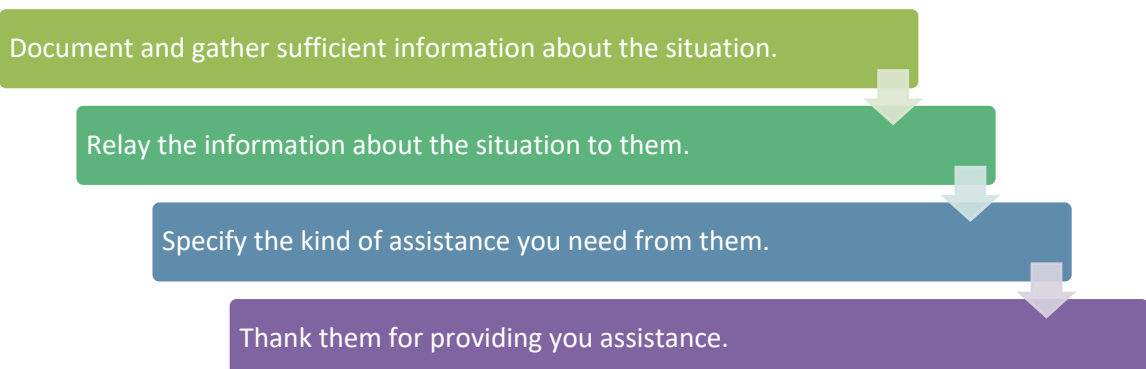 Document and gather sufficient information about the situation.
Relay the information about the situation to them.
Specify the kind of assistance you need from them.
Thank them for providing you assistance.